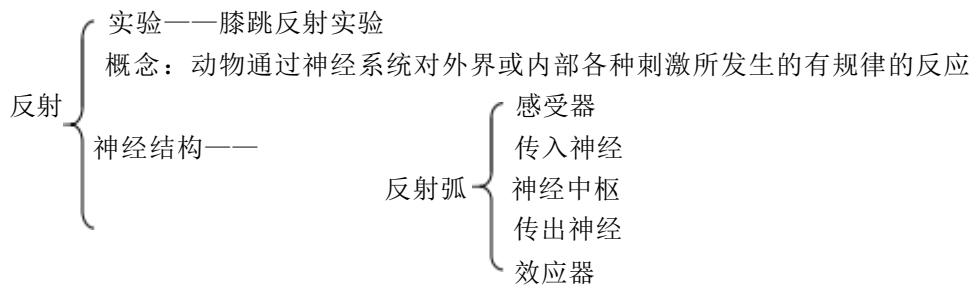 实验——膝跳反射实验
概念：动物通过神经系统对外界或内部各种刺激所发生的有规律的反应
反射
感受器
神经结构——
传入神经
反射弧
神经中枢
传出神经
效应器